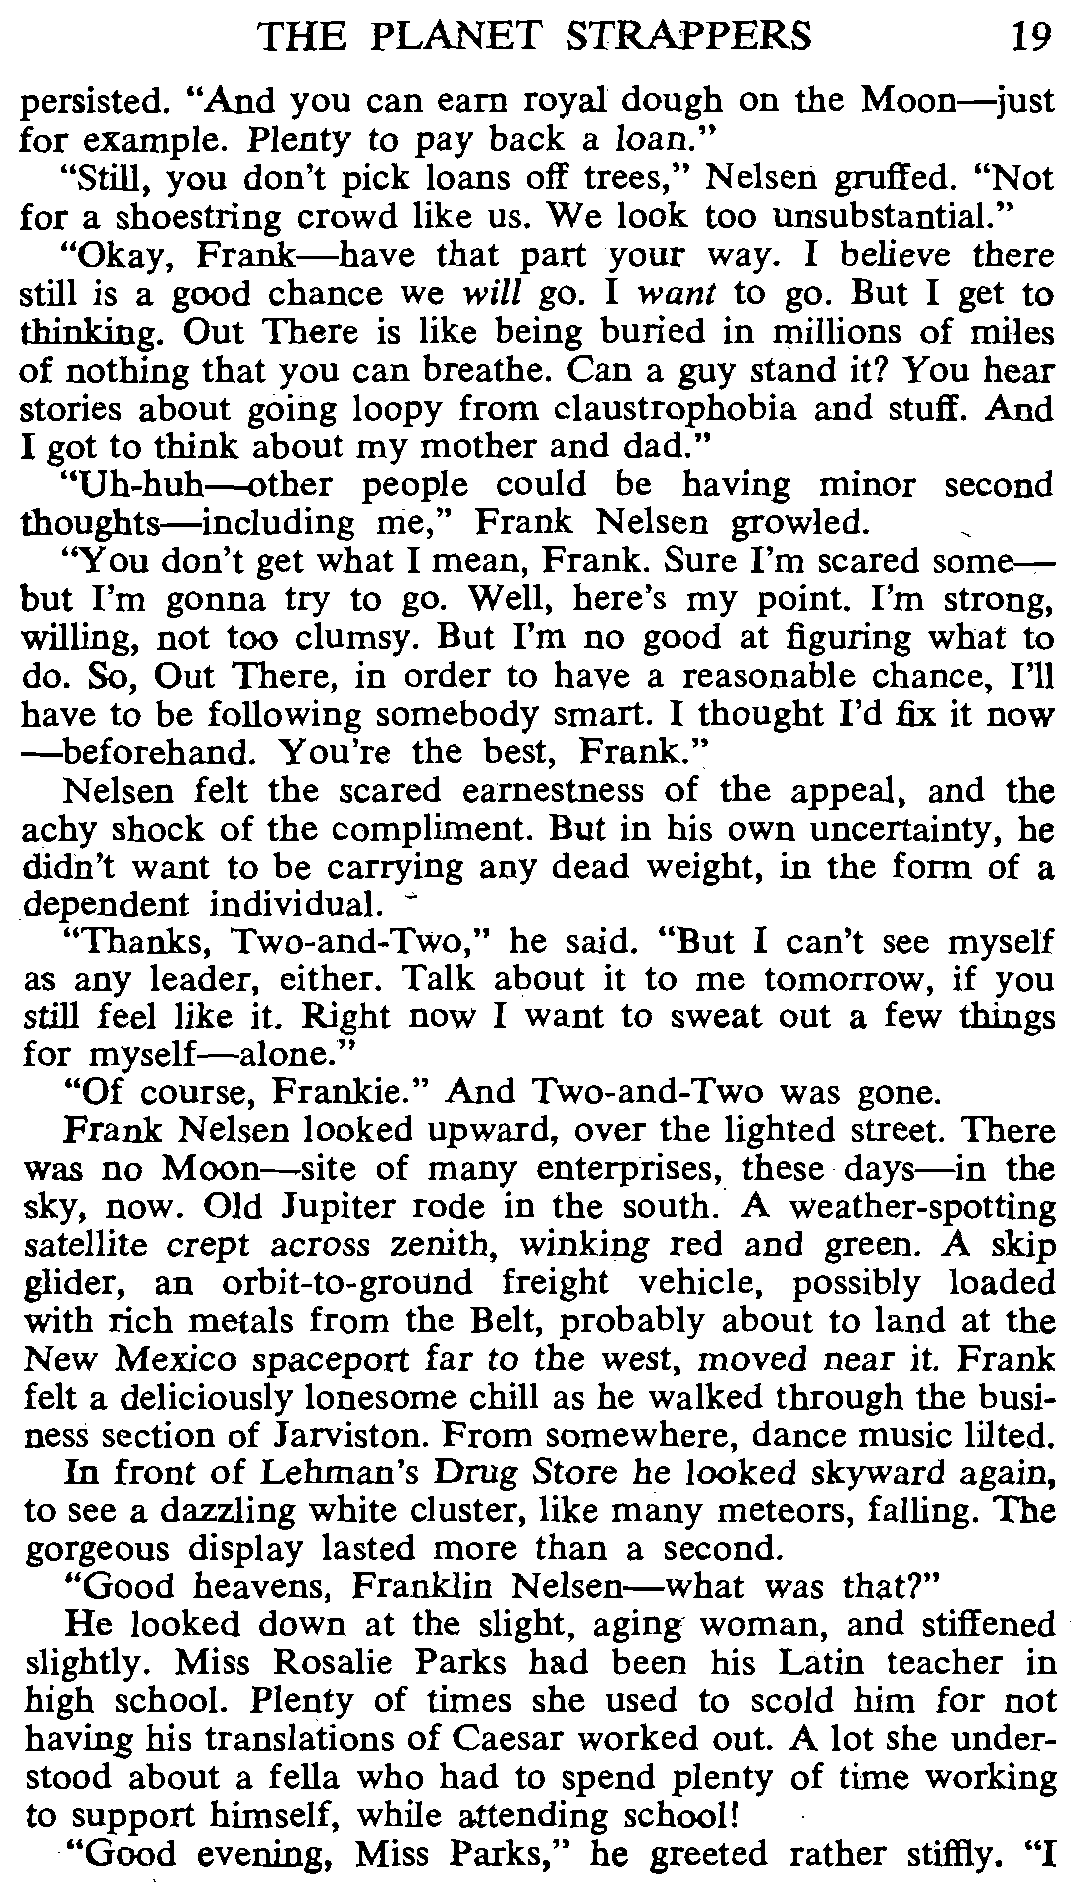 THE PLANET STRAPPERS 19
persisted. “And you can earn royal dough on the Moon—just
for example. Plenty to pay back a loan.”
“Still, you don’t pick loans off trees,” Nelsen gruffed. “Not
for a shoestring crowd like us. We look too unsubstantial.”
“Okay, Frank—have that part your way. I believe there
still is a good chance we will go. I want to go. But I get to
thinking. Out There is like being buried in millions of miles
of nothing that you can breathe. Can a guy stand it? You hear
stories about going loopy from claustrophobia and stuff. And
I got to think about my mother and dad.”
“Uh-huh—other people could be having minor second
thoughts—including me,” Frank Nelsen growled.
“You don’t get what I mean, Frank. Sure I’m scared some—
but I’m gonna try to go. Well, here’s my point. I’m strong,
willing, not too clumsy. But I’m no good at figuring what to
do. So, Out There, in order to have a reasonable chance, I’ll
have to be following somebody smart. I thought I’d fix it now
—beforehand. You’re the best, Frank.”
Nelsen felt the scared earnestness of the appeal, and the
achy shock of the compliment. But in his own uncertainty, he
didn’t want to be carrying any dead weight, in the form of a
dependent individual.
“Thanks, Two-and-Two,” he said. “But I can’t see myself
as any leader, either. Talk about it to me tomorrow, if you
still feel like it. Right now I want to sweat out a few things
for myself—alone.”
“Of course, Frankie.” And Two-and-Two was gone.
Frank Nelsen looked upward, over the lighted street. There
was no Moon—site of many enterprises, these days—in the
sky, now. Old Jupiter rode in the south. A weather-spotting
satellite crept across zenith, winking red and green. A skip
glider, an orbit-to-ground freight vehicle, possibly loaded
with rich metals from the Belt, probably about to land at the
New Mexico spaceport far to the west, moved near it. Frank
felt a deliciously lonesome chill as he walked through the busi-
ness section of Jarviston. From somewhere, dance music lilted.
In front of Lehman’s Drug Store he looked skyward again,
to see a dazzling white cluster, like many meteors, falling. The
gorgeous display lasted more than a second.
“Good heavens, Franklin Nelsen—what was that?”
He looked down at the slight, aging woman, and stiffened
slightly. Miss Rosalie Parks had been his Latin teacher in
high school. Plenty of times she used to scold him for not
having his translations of Caesar worked out. A lot she under-
stood about a fella who had to spend plenty of time working
to support himself, while attending school!
“Good evening, Miss Parks,” he greeted rather stiffly. “I